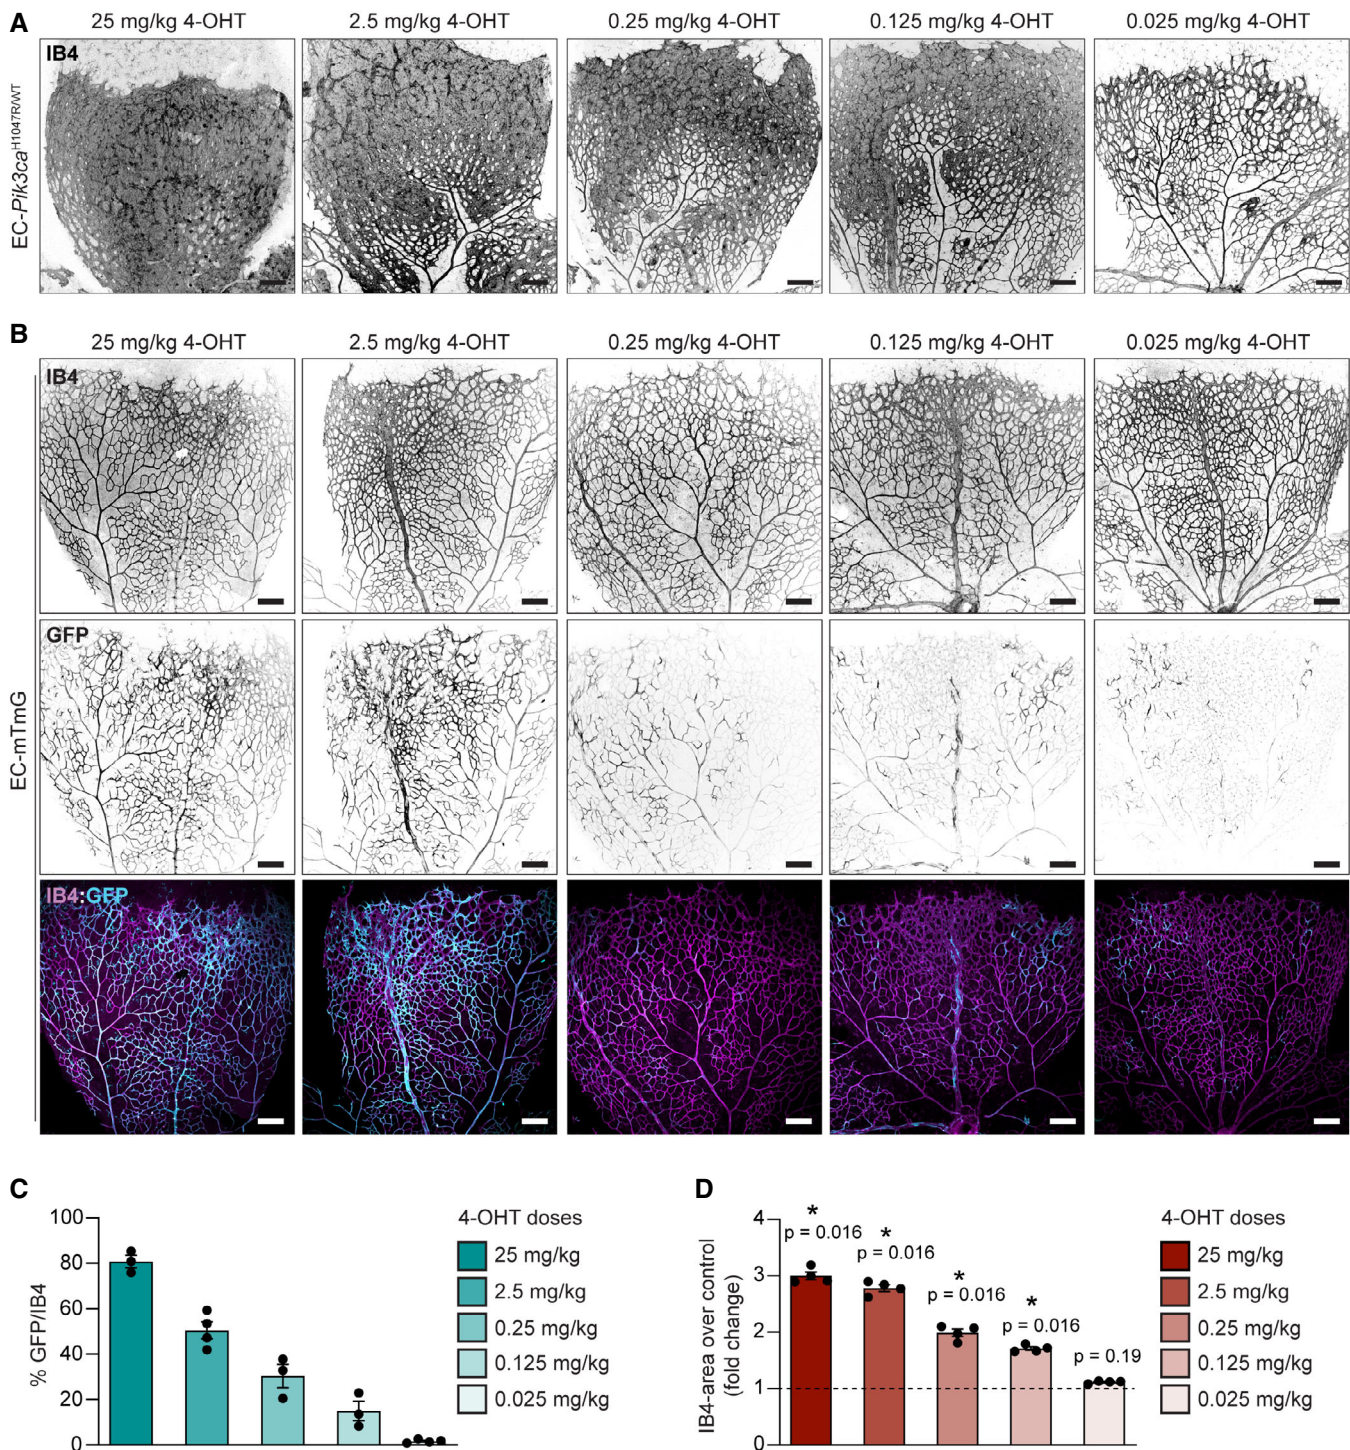 A
25 mg/kg 4-OHT
2.5 mg/kg 4-OHT
0.25 mg/kg 4-OHT
0.125 mg/kg 4-OHT
0.025 mg/kg 4-OHT
IB4
EC-Pik3caH1047R/WT
B
25 mg/kg 4-OHT
2.5 mg/kg 4-OHT
0.25 mg/kg 4-OHT
0.125 mg/kg 4-OHT
0.025 mg/kg 4-OHT
IB4
GFP
EC-mTmG
IB4:GFP
C
% GFP/IB4
100
80
60
40
20
0
4-OHT doses
25 mg/kg
2.5 mg/kg
0.25 mg/kg
0.125 mg/kg
0.025 mg/kg
D
IB4-area over control
(fold change)
4
3
2
1
0
*
p = 0.016
*
p = 0.016
*
p = 0.016
*
p = 0.016
p = 0.19
4-OHT doses
25 mg/kg
2.5 mg/kg
0.25 mg/kg
0.125 mg/kg
0.025 mg/kg